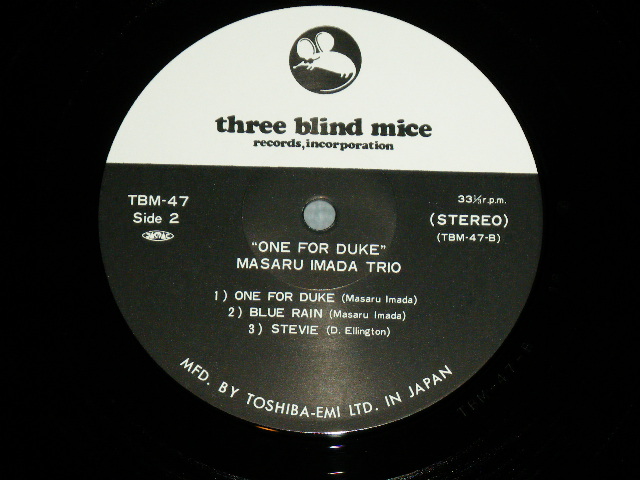 three blind mice
records,incorporation
TBM-47
Side 2
33⅓r.p.m.
(STEREO)
(TBM-47-B)
"ONE FOR DUKE"
MASARU IMADA TRIO
1) ONE FOR DUKE (Masaru Imada)
2) BLUE RAIN (Masaru Imada)
3) STEVIE (D. Ellington)
MFD. BY TOSHIBA-EMI LTD. IN JAPAN
TBM-47-B